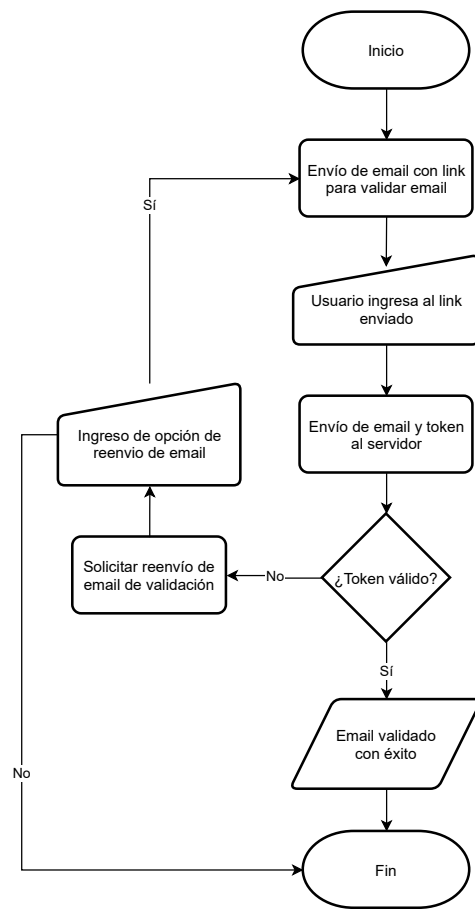 Inicio
Envío de email con link
para validar email
Sí
Usuario ingresa al link
enviado
Ingreso de opción de
reenvio de email
Envío de email y token
al servidor
Solicitar reenvío de
email de validación
No
¿Token válido?
Sí
Email validado
con éxito
No
Fin